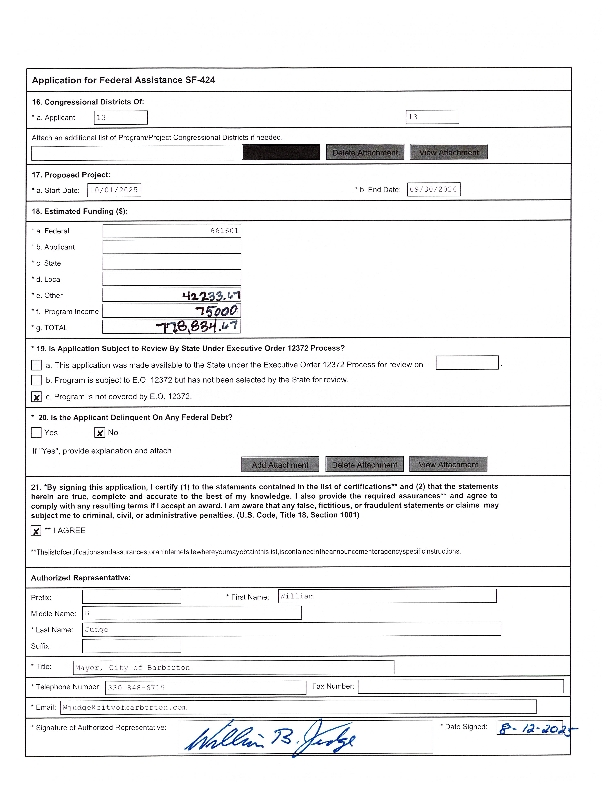 Application for Federal Assistance SF-424
16. Congressional Districts Of:
* a. Applicant 13 13
Attach an additional list of Program/Project Congressional Districts if needed.
Delete Attachment View Attachment
17. Proposed Project:
* a. Start Date: 0/01/2025 * b. End Date: 09/30/2026
18. Estimated Funding ($):
* a. Federal 661601
* b. Applicant
* c. State
* d. Local
* e. Other 42233.67
* f. Program Income 75000
* g. TOTAL 778,834.67
* 19. Is Application Subject to Review By State Under Executive Order 12372 Process?
a. This application was made available to the State under the Executive Order 12372 Process for review on .
b. Program is subject to E.O. 12372 but has not been selected by the State for review.
X c. Program is not covered by E.O. 12372.
* 20. Is the Applicant Delinquent On Any Federal Debt?
Yes X No
If "Yes", provide explanation and attach
Add Attachment Delete Attachment View Attachment
21. *By signing this application, I certify (1) to the statements contained in the list of certifications** and (2) that the statements
herein are true, complete and accurate to the best of my knowledge. I also provide the required assurances** and agree to
comply with any resulting terms if I accept an award. I am aware that any false, fictitious, or fraudulent statements or claims may
subject me to criminal, civil, or administrative penalties. (U.S. Code, Title 18, Section 1001)
X ** I AGREE
** The list of certifications and assurances, or an internet site where you may obtain this list, is contained in the announcement or agency specific instructions.
Authorized Representative:
Prefix: * First Name: William
Middle Name: B
* Last Name: Judge
Suffix:
* Title: Mayor, City of Barberton
* Telephone Number: Fax Number:
* Email: Wjudge@cityofbarberton.com
* Signature of Authorized Representative: William B. Judge * Date Signed: 8-12-2025